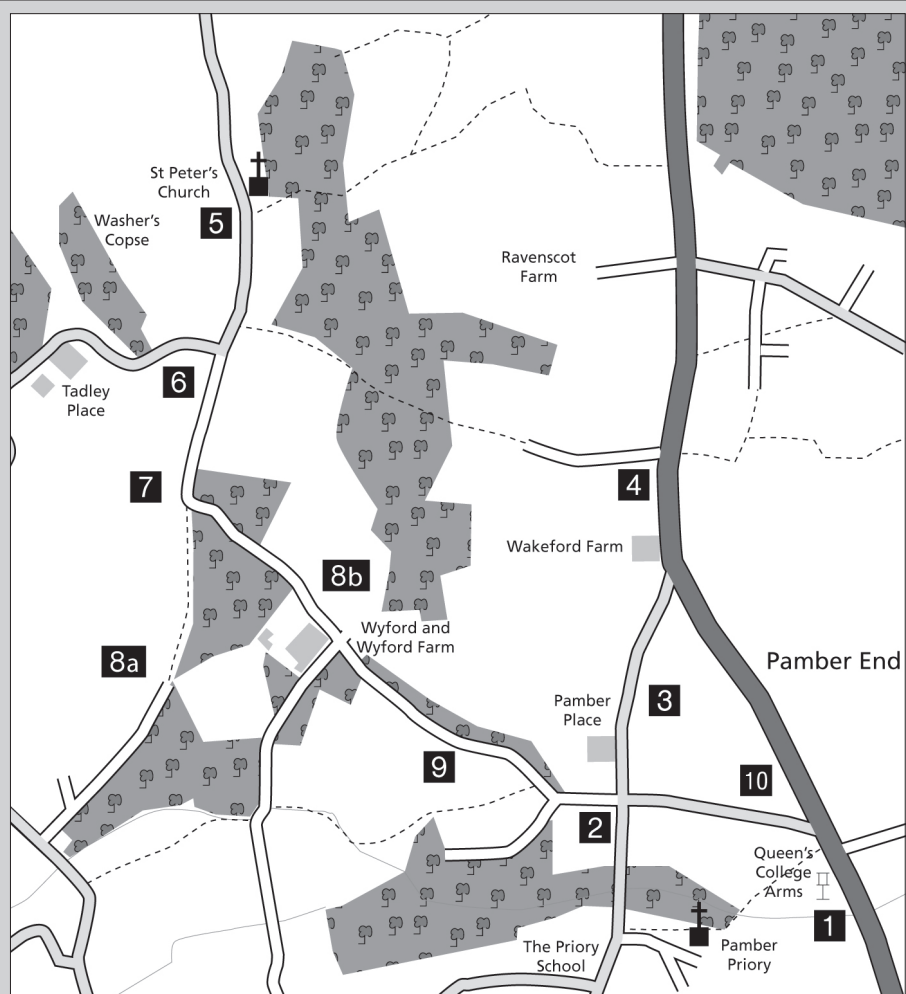 St Peter's
Church
5
Washer's
Copse
Ravenscot
Farm
6
Tadley
Place
7
4
Wakeford Farm
8b
Wyford and
Wyford Farm
8a
Pamber End
3
Pamber
Place
9
10
2
Queen's
College
Arms
1
The Priory
School
Pamber
Priory